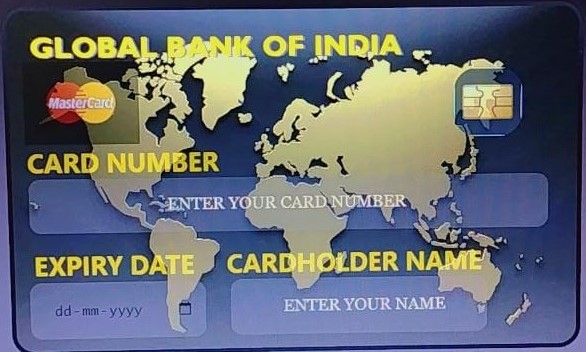 GLOBAL BANK OF INDIA
MasterCard
CARD NUMBER
ENTER YOUR CARD NUMBER
EXPIRY DATE
CARDHOLDER NAME
dd-mm-yyyy
ENTER YOUR NAME